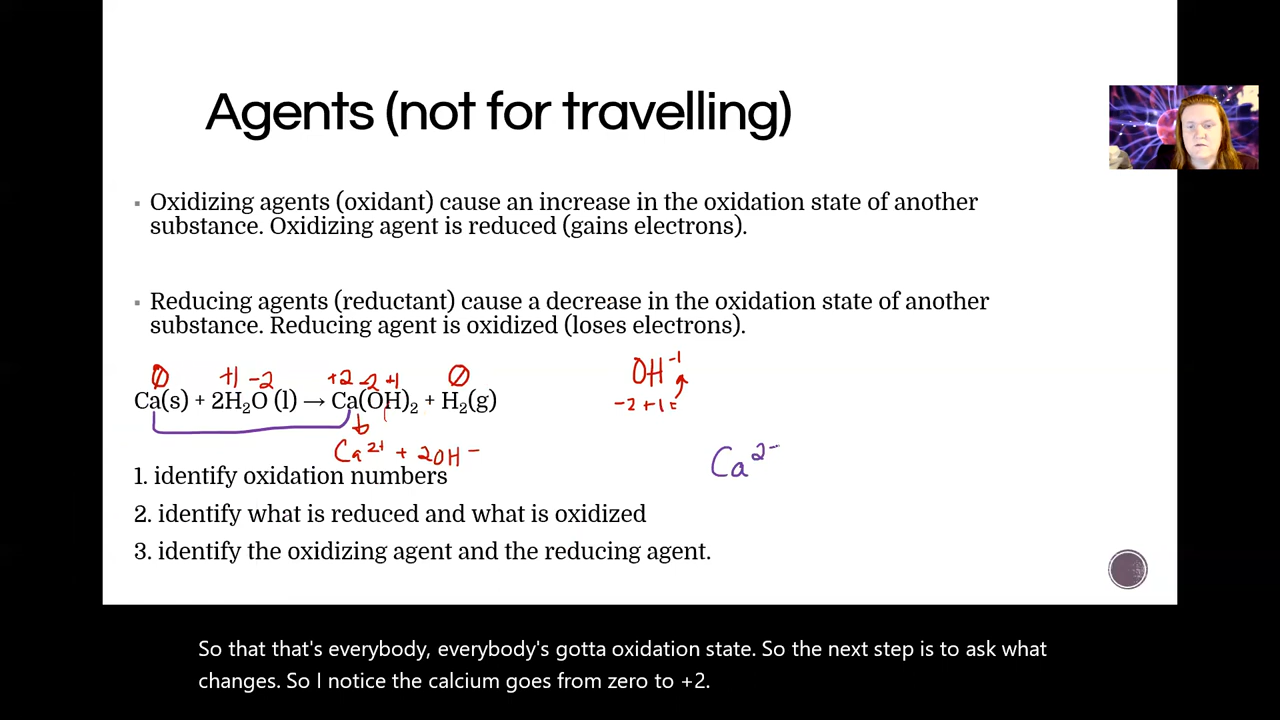 Agents (not for travelling)
▪ Oxidizing agents (oxidant) cause an increase in the oxidation state of another
substance. Oxidizing agent is reduced (gains electrons).
▪ Reducing agents (reductant) cause a decrease in the oxidation state of another
substance. Reducing agent is oxidized (loses electrons).
0 +1 -2 +2 -2 +1 0
Ca(s) + 2H₂O (l) → Ca(OH)₂ + H₂(g)
Ca²⁺ + 2OH⁻
OH⁻¹
-2 +1 =
Ca²⁻
1. identify oxidation numbers
2. identify what is reduced and what is oxidized
3. identify the oxidizing agent and the reducing agent.
So that that's everybody, everybody's gotta oxidation state. So the next step is to ask what
changes. So I notice the calcium goes from zero to +2.